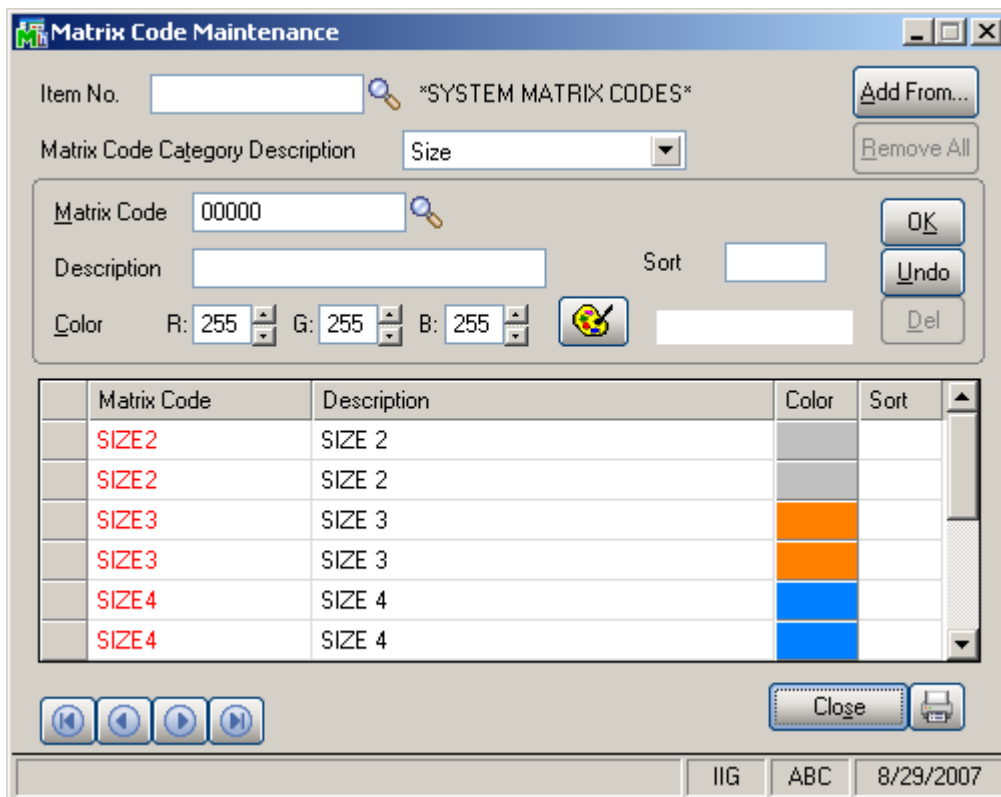 Matrix Code Maintenance
Item No. *SYSTEM MATRIX CODES* Add From...
Matrix Code Category Description Size Remove All
Matrix Code 00000 OK
Description Sort Undo
Color R: 255 G: 255 B: 255 Del
Matrix Code Description Color Sort
SIZE2 SIZE 2
SIZE2 SIZE 2
SIZE3 SIZE 3
SIZE3 SIZE 3
SIZE4 SIZE 4
SIZE4 SIZE 4
Close
IIG ABC 8/29/2007